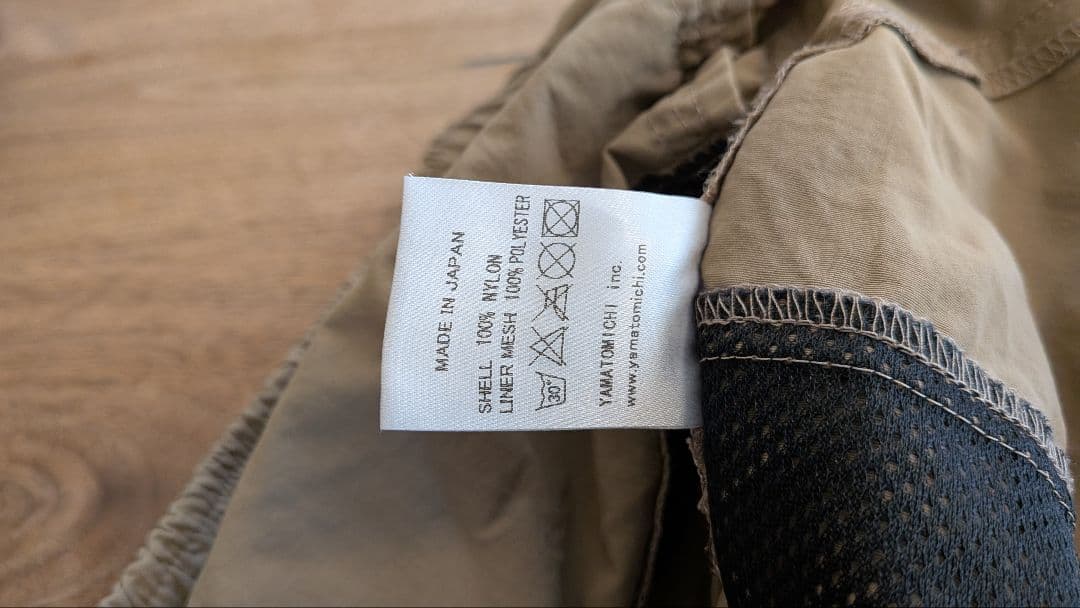 MADE IN JAPAN
SHELL 100% NYLON
LINER MESH 100% POLYESTER
30°
YAMATOMICHI inc.
www.yamatomichi.com